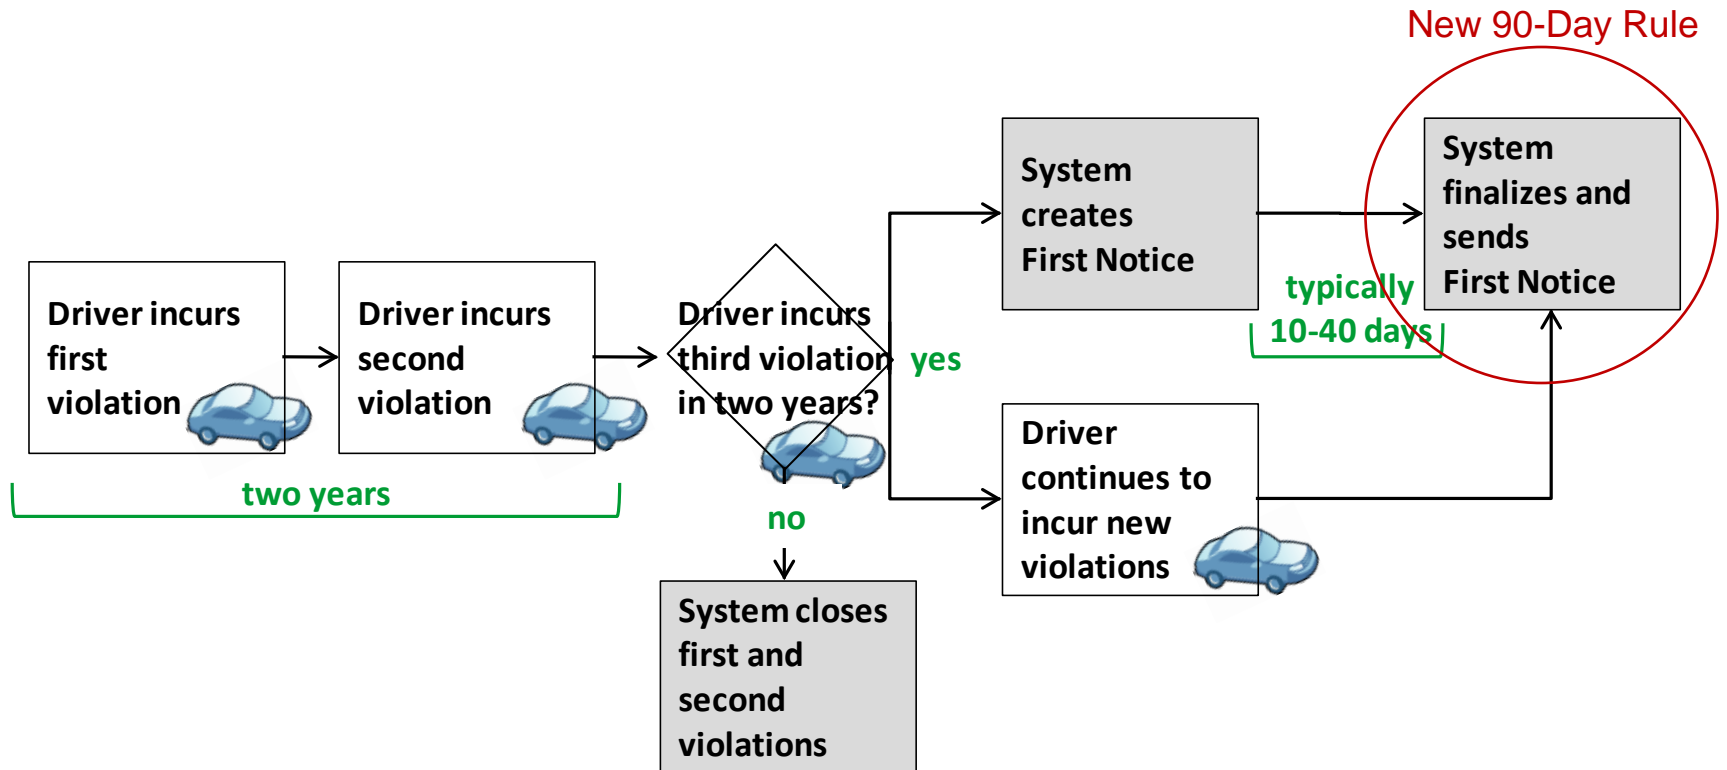 New 90-Day Rule
Driver incurs
first
violation
Driver incurs
second
violation
two years
Driver incurs
third violation
in two years?
yes
no
System closes
first and
second
violations
System
creates
First Notice
typically
10-40 days
Driver
continues to
incur new
violations
System
finalizes and
sends
First Notice